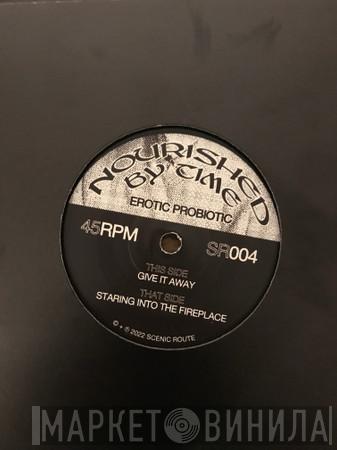 NOURISHED
BY TIME
EROTIC PROBIOTIC
45RPM
SR004
THIS SIDE
GIVE IT AWAY
THAT SIDE
STARING INTO THE FIREPLACE
© + ℗ 2022 SCENIC ROUTE
МАРКЕТ ВИНИЛА